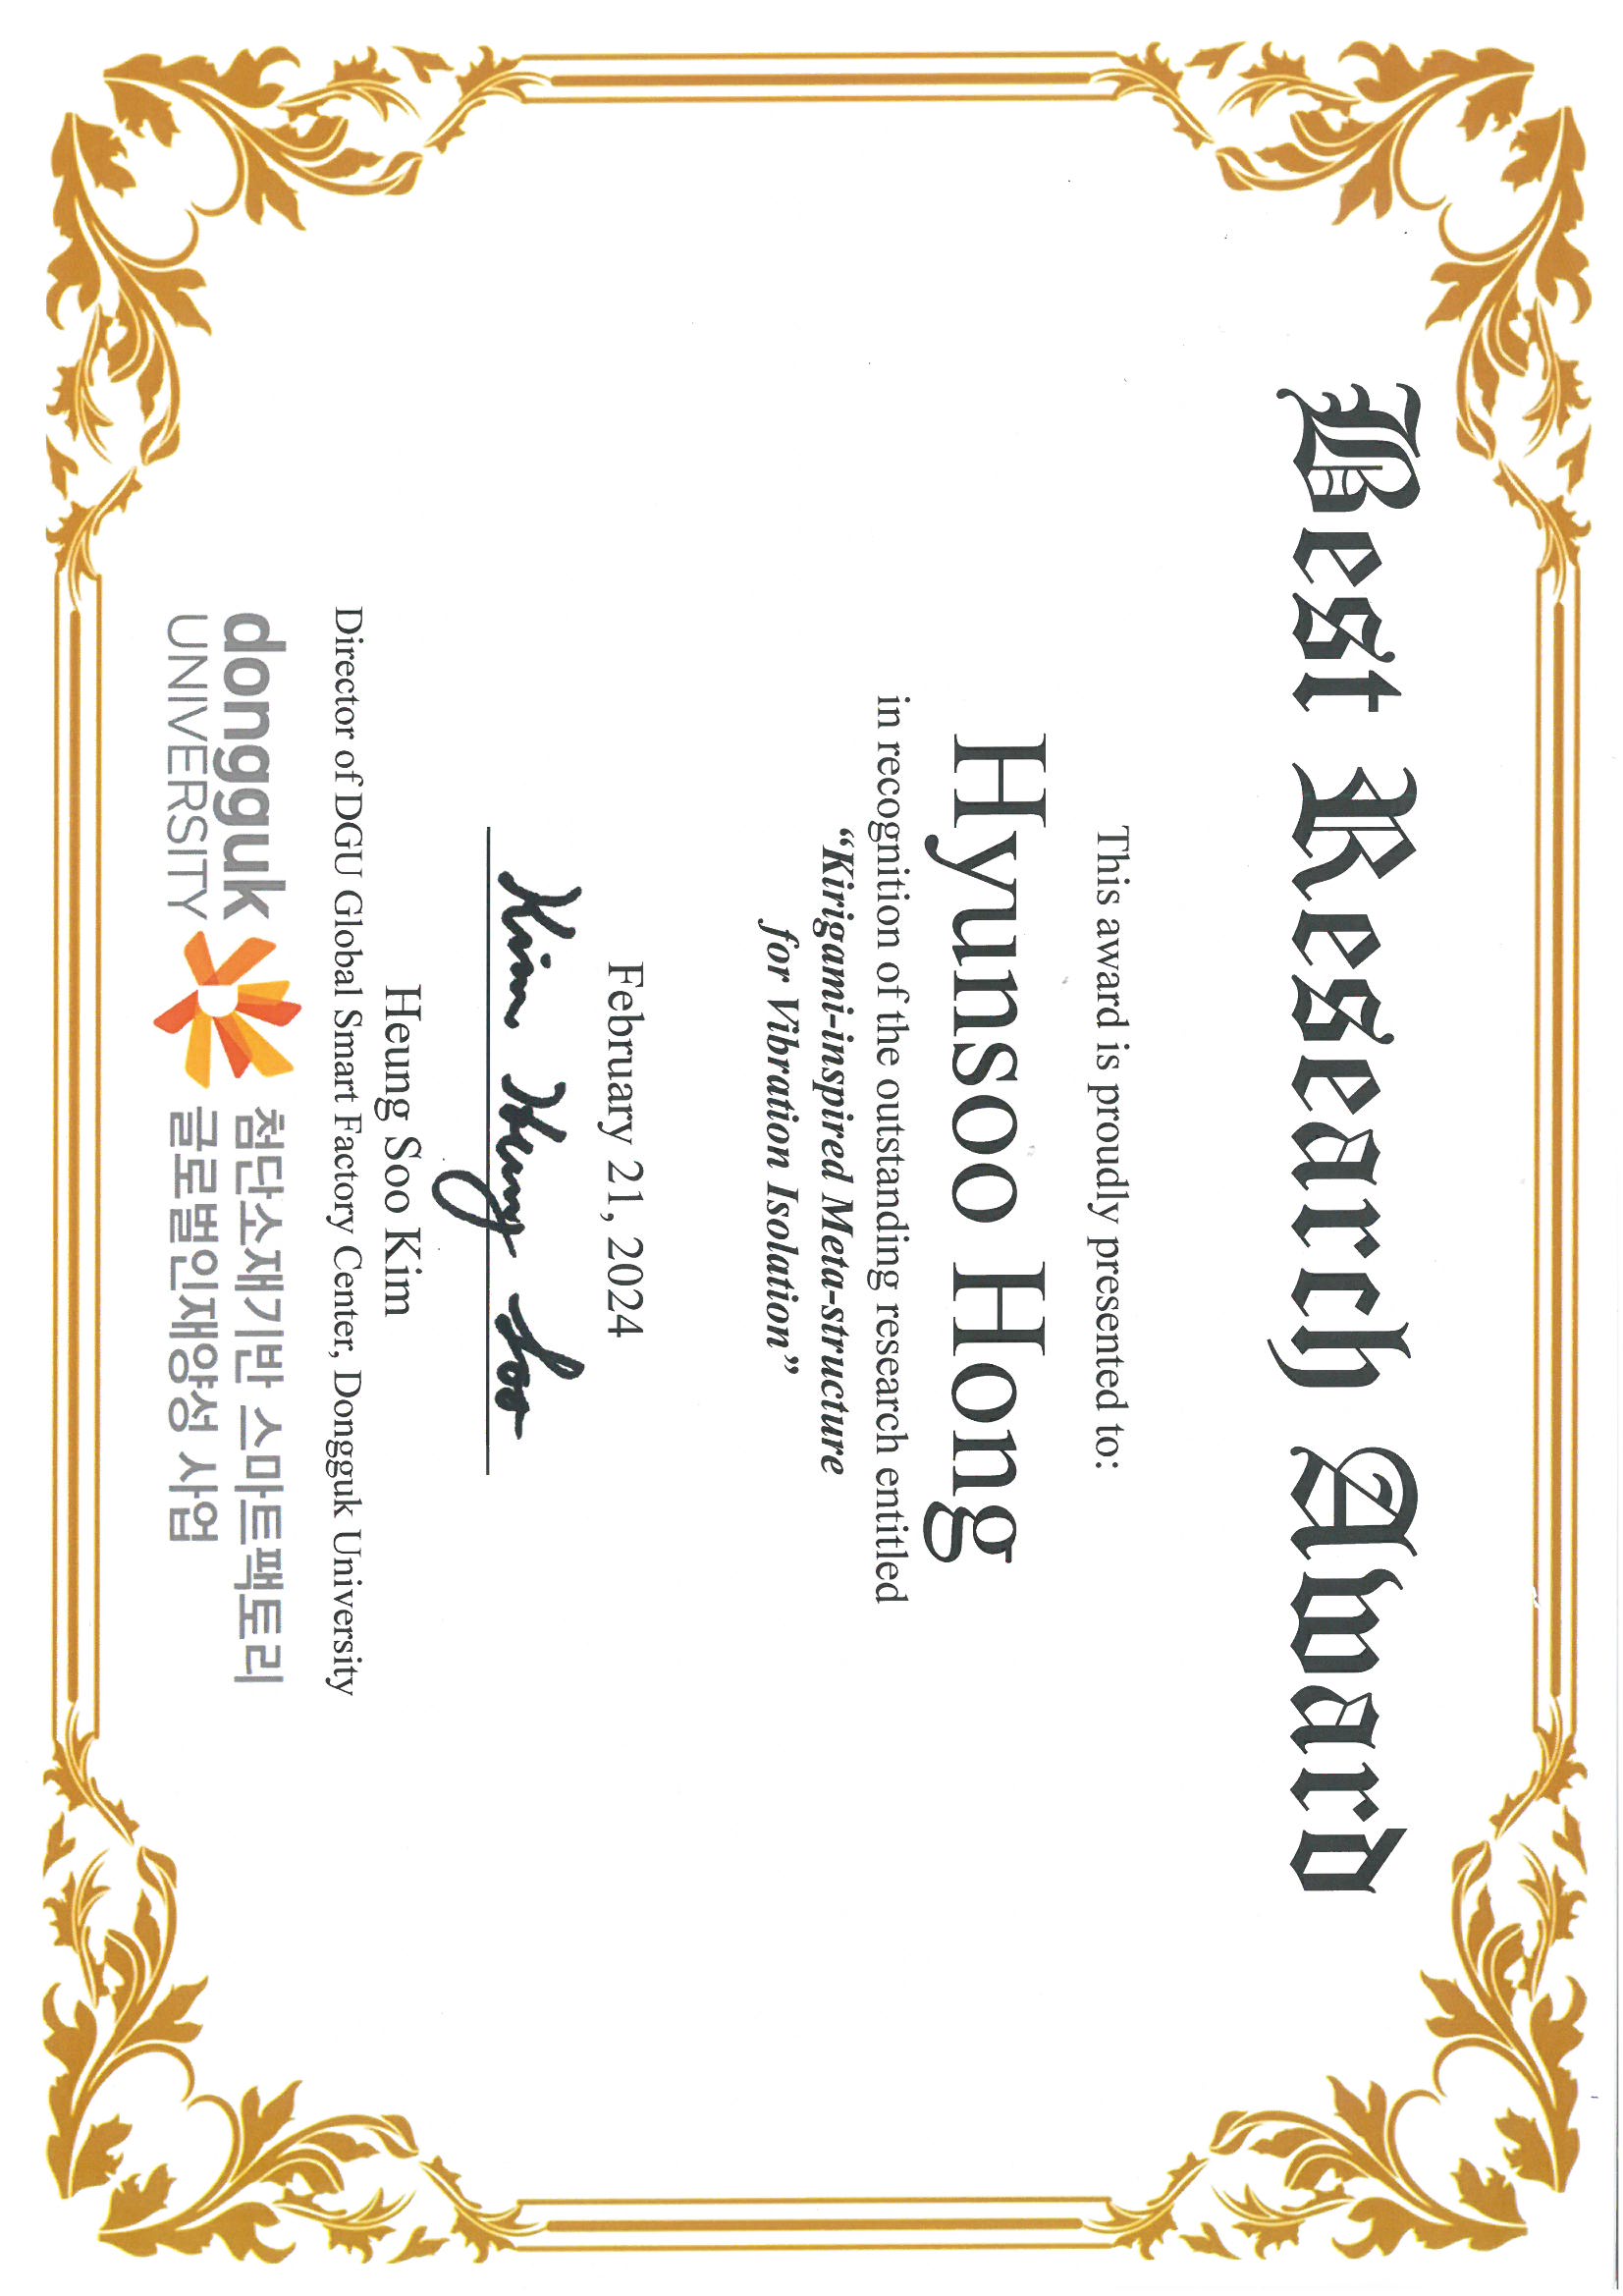 Best Research Award
This award is proudly presented to:
Hyunsoo Hong
in recognition of the outstanding research entitled
“Kirigami-inspired Meta-structure
for Vibration Isolation”
February 21, 2024
Kim Heung Soo
Heung Soo Kim
Director of DGU Global Smart Factory Center, Dongguk University
dongguk
UNIVERSITY
첨단소재기반 스마트팩토리
글로벌인재양성 사업